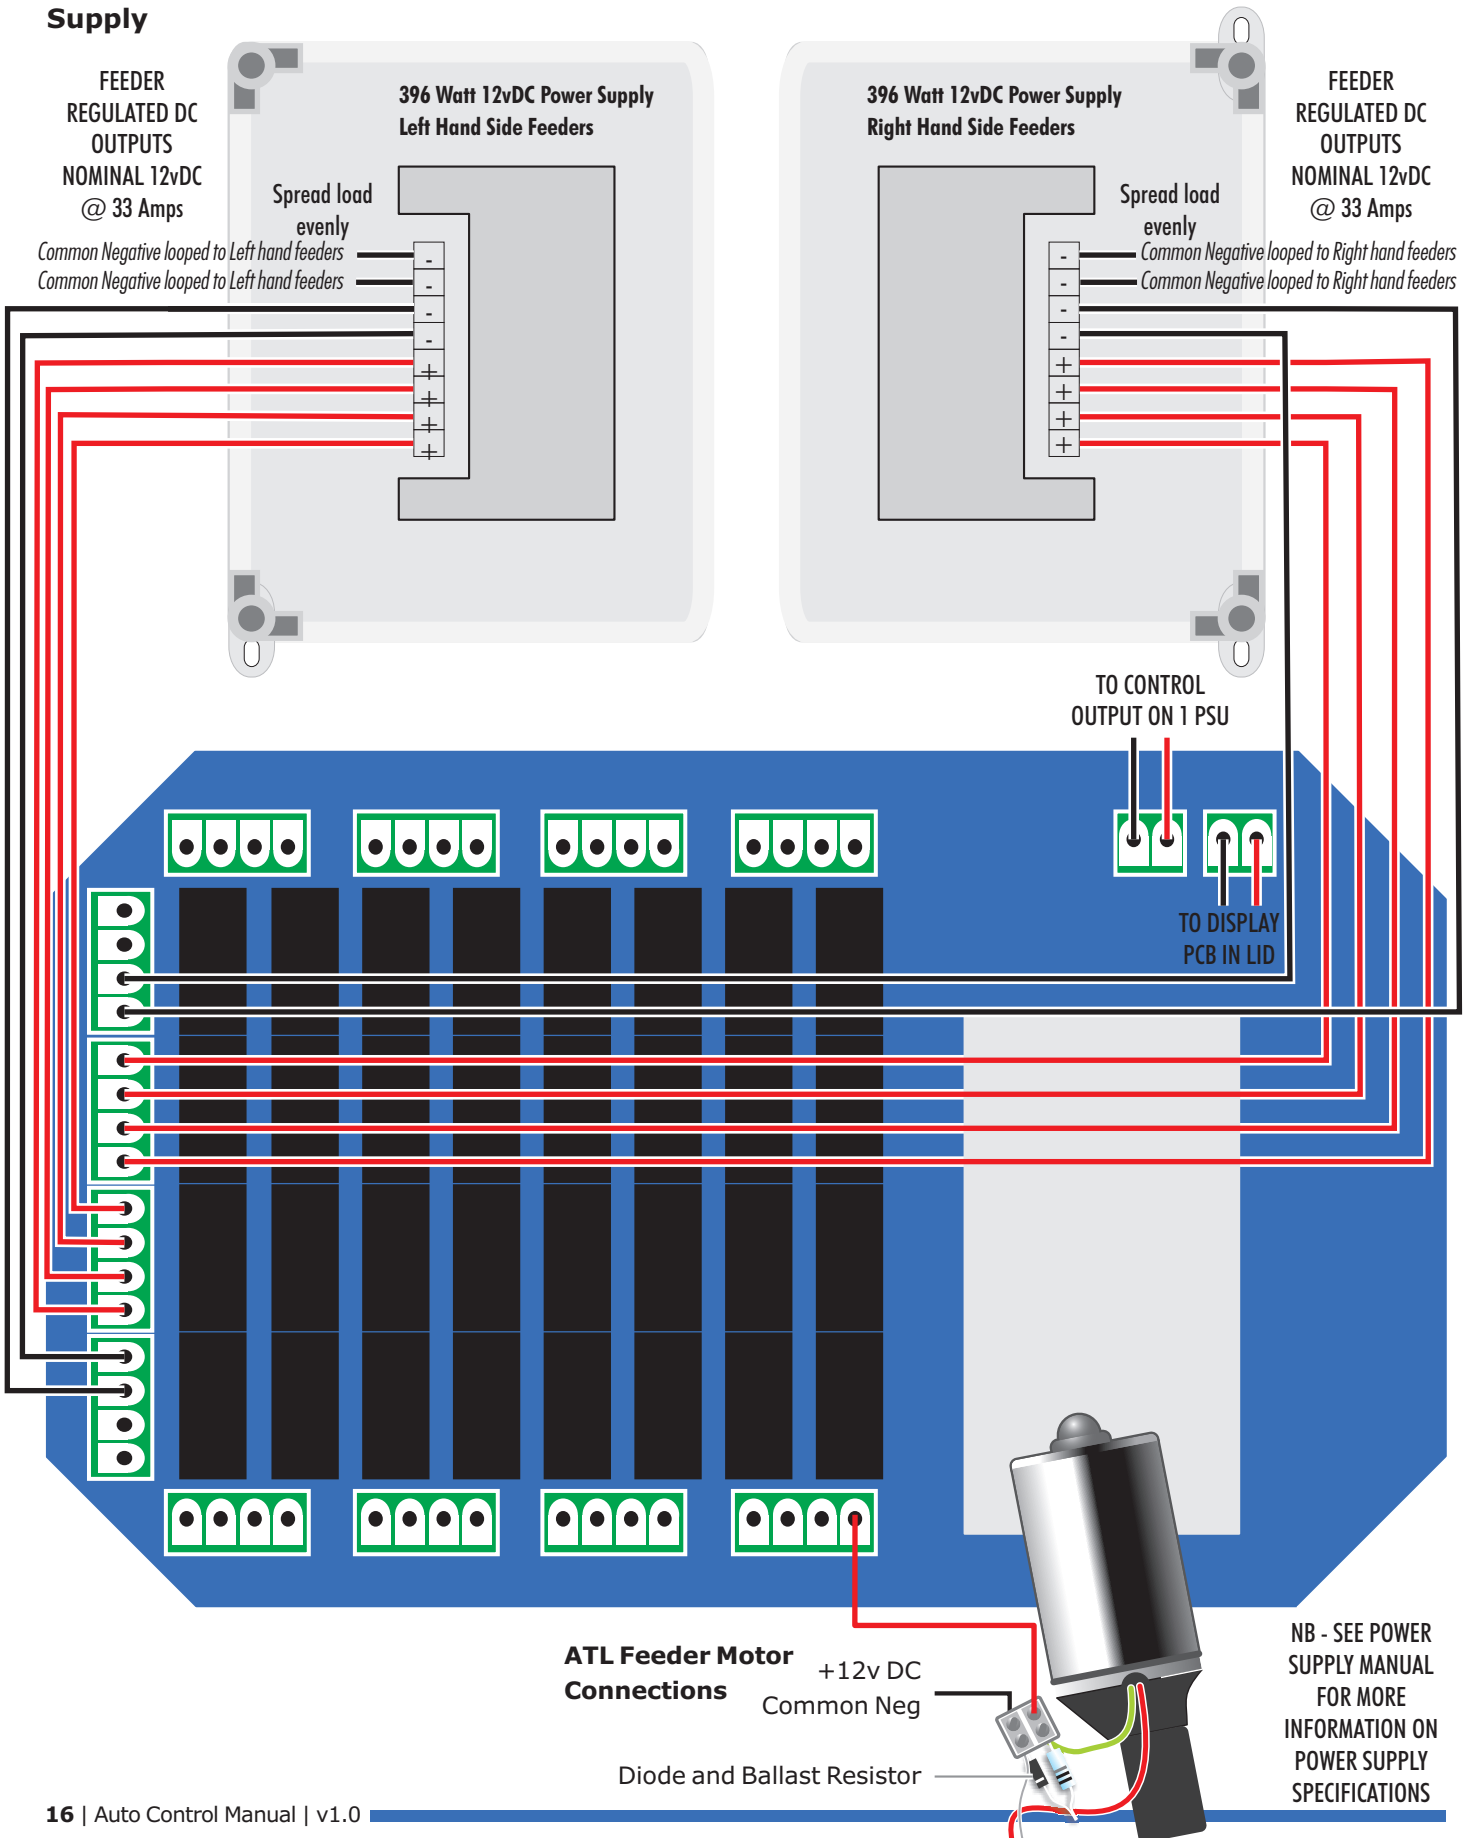 Supply
FEEDER
REGULATED DC
OUTPUTS
NOMINAL 12vDC
@ 33 Amps
396 Watt 12vDC Power Supply
Left Hand Side Feeders
Spread load
evenly
Common Negative looped to Left hand feeders
Common Negative looped to Left hand feeders
-
-
-
-
+
+
+
+
396 Watt 12vDC Power Supply
Right Hand Side Feeders
Spread load
evenly
FEEDER
REGULATED DC
OUTPUTS
NOMINAL 12vDC
@ 33 Amps
Common Negative looped to Right hand feeders
Common Negative looped to Right hand feeders
-
-
-
-
+
+
+
+
TO CONTROL
OUTPUT ON 1 PSU
TO DISPLAY
PCB IN LID
ATL Feeder Motor
Connections
+12v DC
Common Neg
Diode and Ballast Resistor
NB - SEE POWER
SUPPLY MANUAL
FOR MORE
INFORMATION ON
POWER SUPPLY
SPECIFICATIONS
16 | Auto Control Manual | v1.0